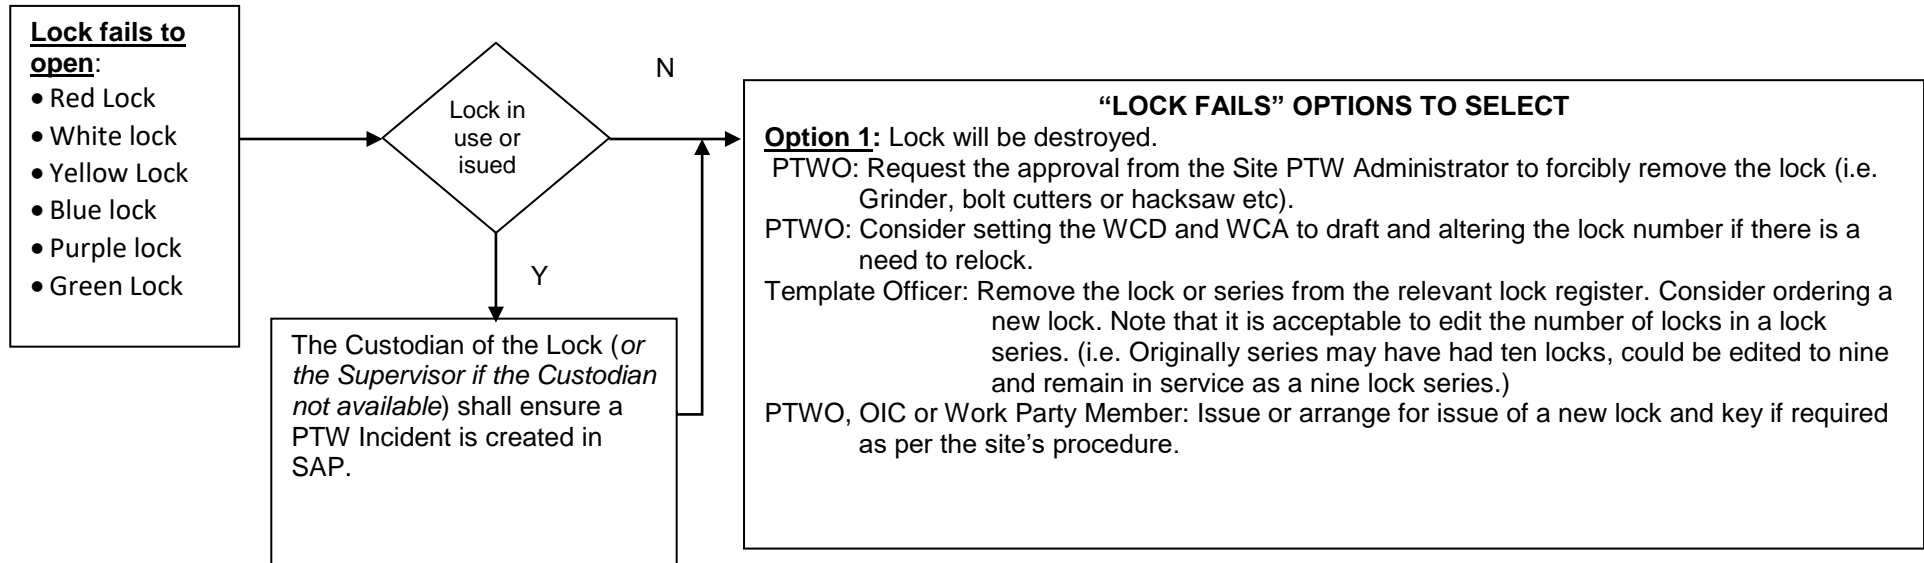 Lock fails to
open:
• Red Lock
• White lock
• Yellow Lock
• Blue lock
• Purple lock
• Green Lock
Lock in
use or
isued
N
Y
The Custodian of the Lock (or
the Supervisor if the Custodian
not available) shall ensure a
PTW Incident is created in
SAP.
“LOCK FAILS” OPTIONS TO SELECT
Option 1: Lock will be destroyed.
PTWO: Request the approval from the Site PTW Administrator to forcibly remove the lock (i.e.
Grinder, bolt cutters or hacksaw etc).
PTWO: Consider setting the WCD and WCA to draft and altering the lock number if there is a
need to relock.
Template Officer: Remove the lock or series from the relevant lock register. Consider ordering a
new lock. Note that it is acceptable to edit the number of locks in a lock
series. (i.e. Originally series may have had ten locks, could be edited to nine
and remain in service as a nine lock series.)
PTWO, OIC or Work Party Member: Issue or arrange for issue of a new lock and key if required
as per the site’s procedure.